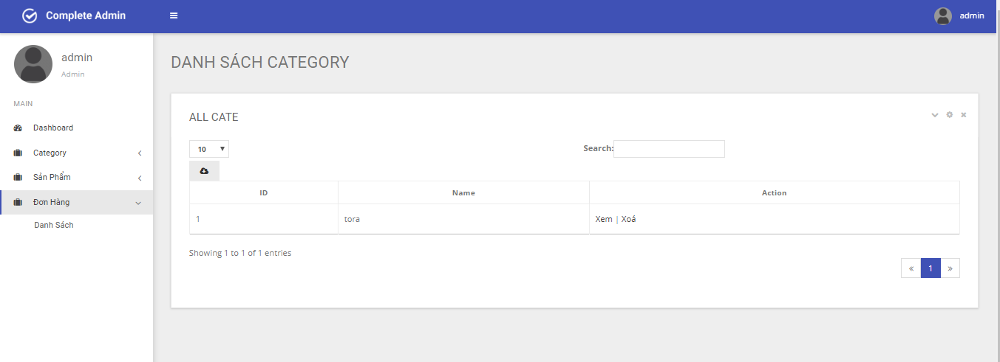 Complete Admin
admin
admin
Admin
MAIN
Dashboard
Category
Sản Phẩm
Đơn Hàng
Danh Sách
DANH SÁCH CATEGORY
ALL CATE
10
Search:
ID Name Action
1 tora Xem | Xoá
Showing 1 to 1 of 1 entries
« 1 »